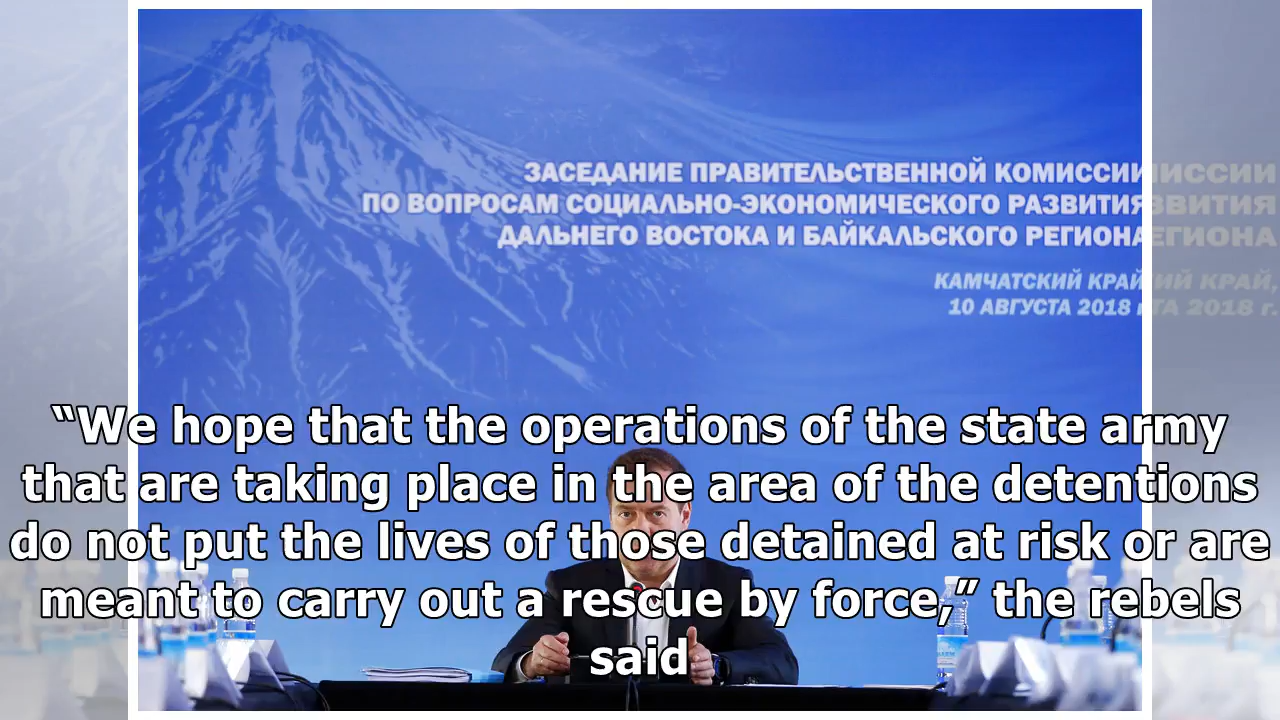 ЗАСЕДАНИЕ ПРАВИТЕЛЬСТВЕННОЙ КОМИССИИ
ПО ВОПРОСАМ СОЦИАЛЬНО-ЭКОНОМИЧЕСКОГО РАЗВИТИЯ
ДАЛЬНЕГО ВОСТОКА И БАЙКАЛЬСКОГО РЕГИОНА
КАМЧАТСКИЙ КРАЙ
10 АВГУСТА 2018 г.
“We hope that the operations of the state army
that are taking place in the area of the detentions
do not put the lives of those detained at risk or are
meant to carry out a rescue by force,” the rebels
said